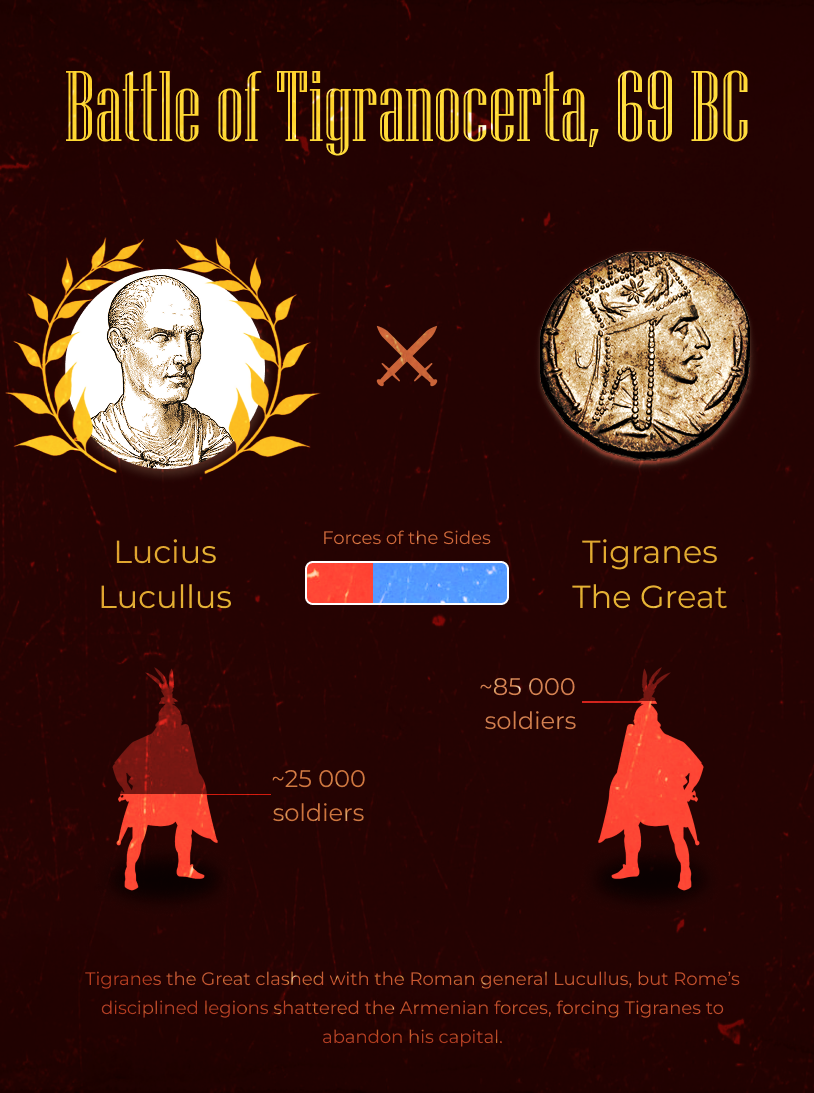 Battle of Tigranocerta, 69 BC
Lucius
Lucullus
Forces of the Sides
Tigranes
The Great
~85 000
soldiers
~25 000
soldiers
Tigranes the Great clashed with the Roman general Lucullus, but Rome’s
disciplined legions shattered the Armenian forces, forcing Tigranes to
abandon his capital.